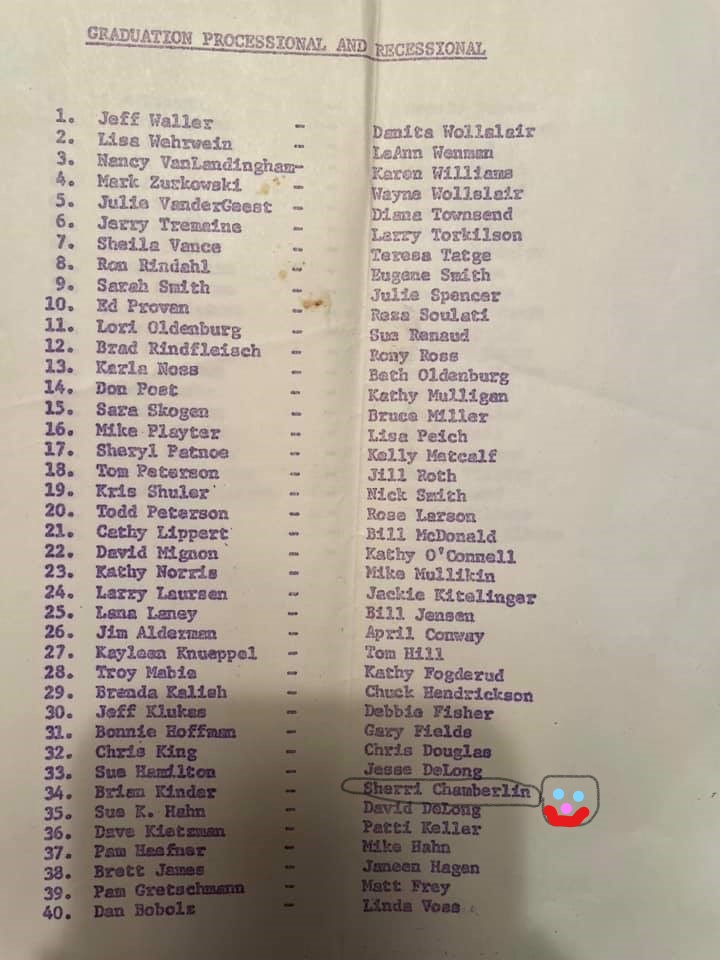 GRADUATION PROCESSIONAL AND RECESSIONAL
1. Jeff Waller - Danita Wollslair
2. Lisa Wehrwein - LeAnn Wenman
3. Nancy VanLandingham- Karen Williams
4. Mark Zurkowski - Wayne Wollslair
5. Julie VanderGeest - Diana Townsend
6. Jerry Tremaine - Larry Torkilson
7. Sheila Vance - Teresa Tatge
8. Ron Rindahl - Eugene Smith
9. Sarah Smith - Julie Spencer
10. Ed Provan - Reza Soulati
11. Lori Oldenburg - Sue Renaud
12. Brad Rindfleisch - Rony Ross
13. Karla Noss - Beth Oldenburg
14. Don Post - Kathy Mulligan
15. Sara Skogen - Bruce Miller
16. Mike Playter - Lisa Peich
17. Sheryl Patnoe - Kelly Metcalf
18. Tom Peterson - Jill Roth
19. Kris Shuler - Nick Smith
20. Todd Peterson - Rose Larson
21. Cathy Lippert - Bill McDonald
22. David Mignon - Kathy O'Connell
23. Kathy Norris - Mike Mullikin
24. Larry Laursen - Jackie Kitelinger
25. Lana Laney - Bill Jensen
26. Jim Alderman - April Conway
27. Kayleen Knueppel - Tom Hill
28. Troy Mabie - Kathy Fogderud
29. Brenda Kalish - Chuck Hendrickson
30. Jeff Klukas - Debbie Fisher
31. Bonnie Hoffman - Gary Fields
32. Chris King - Chris Douglas
33. Sue Hamilton - Jesse DeLong
34. Brian Kinder - Sherri Chamberlin
35. Sue K. Hahn - David DeLong
36. Dave Kietzman - Patti Keller
37. Pam Haefner - Mike Hahn
38. Brett James - Janeen Hagen
39. Pam Gretschmann - Matt Frey
40. Dan Bobolz - Linda Voss